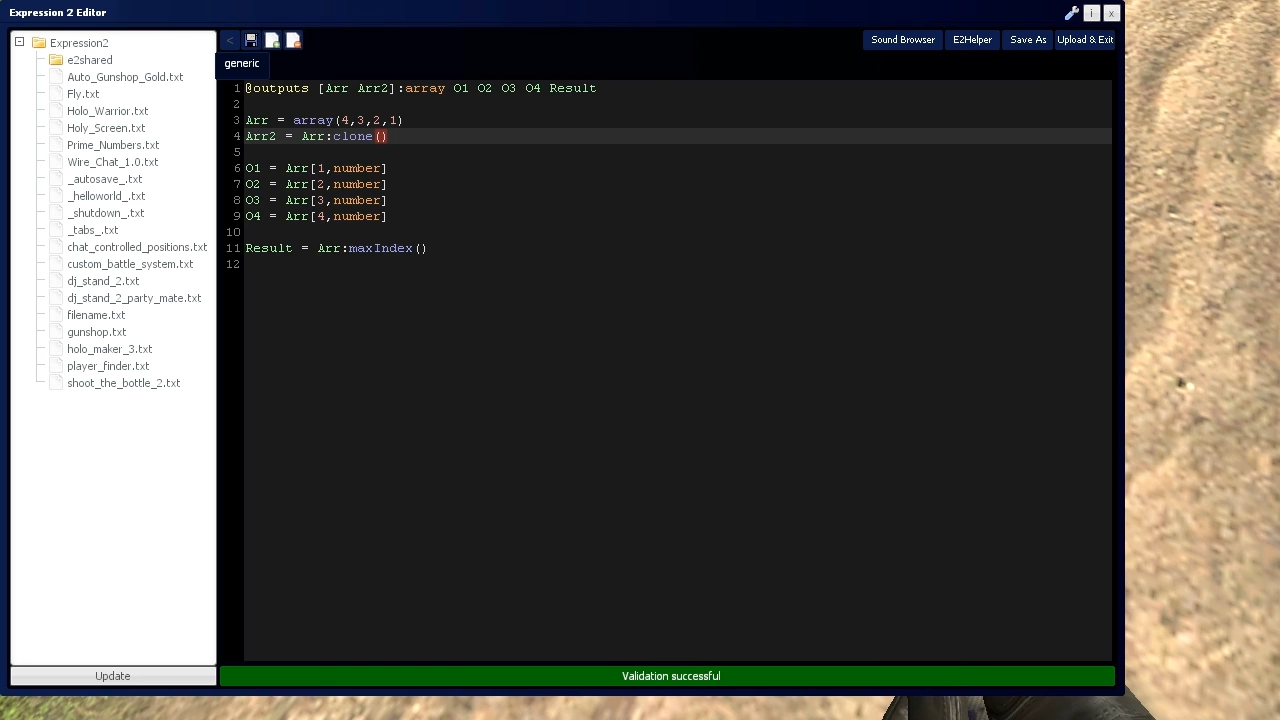 Expression 2 Editor
i
x
Expression2
e2shared
Auto_Gunshop_Gold.txt
Fly.txt
Holo_Warrior.txt
Holy_Screen.txt
Prime_Numbers.txt
Wire_Chat_1.0.txt
_autosave_.txt
_helloworld_.txt
_shutdown_.txt
_tabs_.txt
chat_controlled_positions.txt
custom_battle_system.txt
dj_stand_2.txt
dj_stand_2_party_mate.txt
filename.txt
gunshop.txt
holo_maker_3.txt
player_finder.txt
shoot_the_bottle_2.txt
Update
<
Sound Browser
E2Helper
Save As
Upload & Exit
generic
1 @outputs [Arr Arr2]:array O1 O2 O3 O4 Result
2
3 Arr = array(4,3,2,1)
4 Arr2 = Arr:clone()
5
6 O1 = Arr[1,number]
7 O2 = Arr[2,number]
8 O3 = Arr[3,number]
9 O4 = Arr[4,number]
10
11 Result = Arr:maxIndex()
12
Validation successful